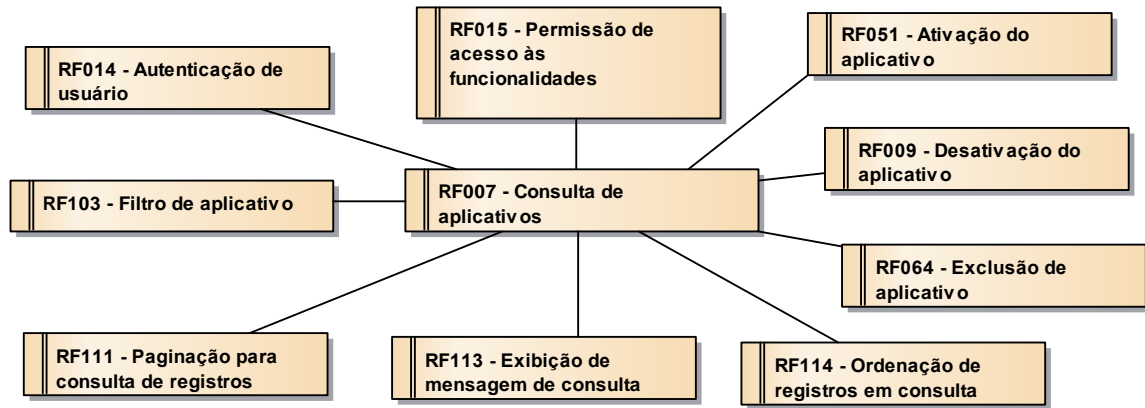 RF015 - Permissão de
acesso às
funcionalidades
RF051 - Ativação do
aplicativo
RF014 - Autenticação de
usuário
RF009 - Desativação do
aplicativo
RF007 - Consulta de
aplicativos
RF103 - Filtro de aplicativo
RF064 - Exclusão de
aplicativo
RF111 - Paginação para
consulta de registros
RF113 - Exibição de
mensagem de consulta
RF114 - Ordenação de
registros em consulta